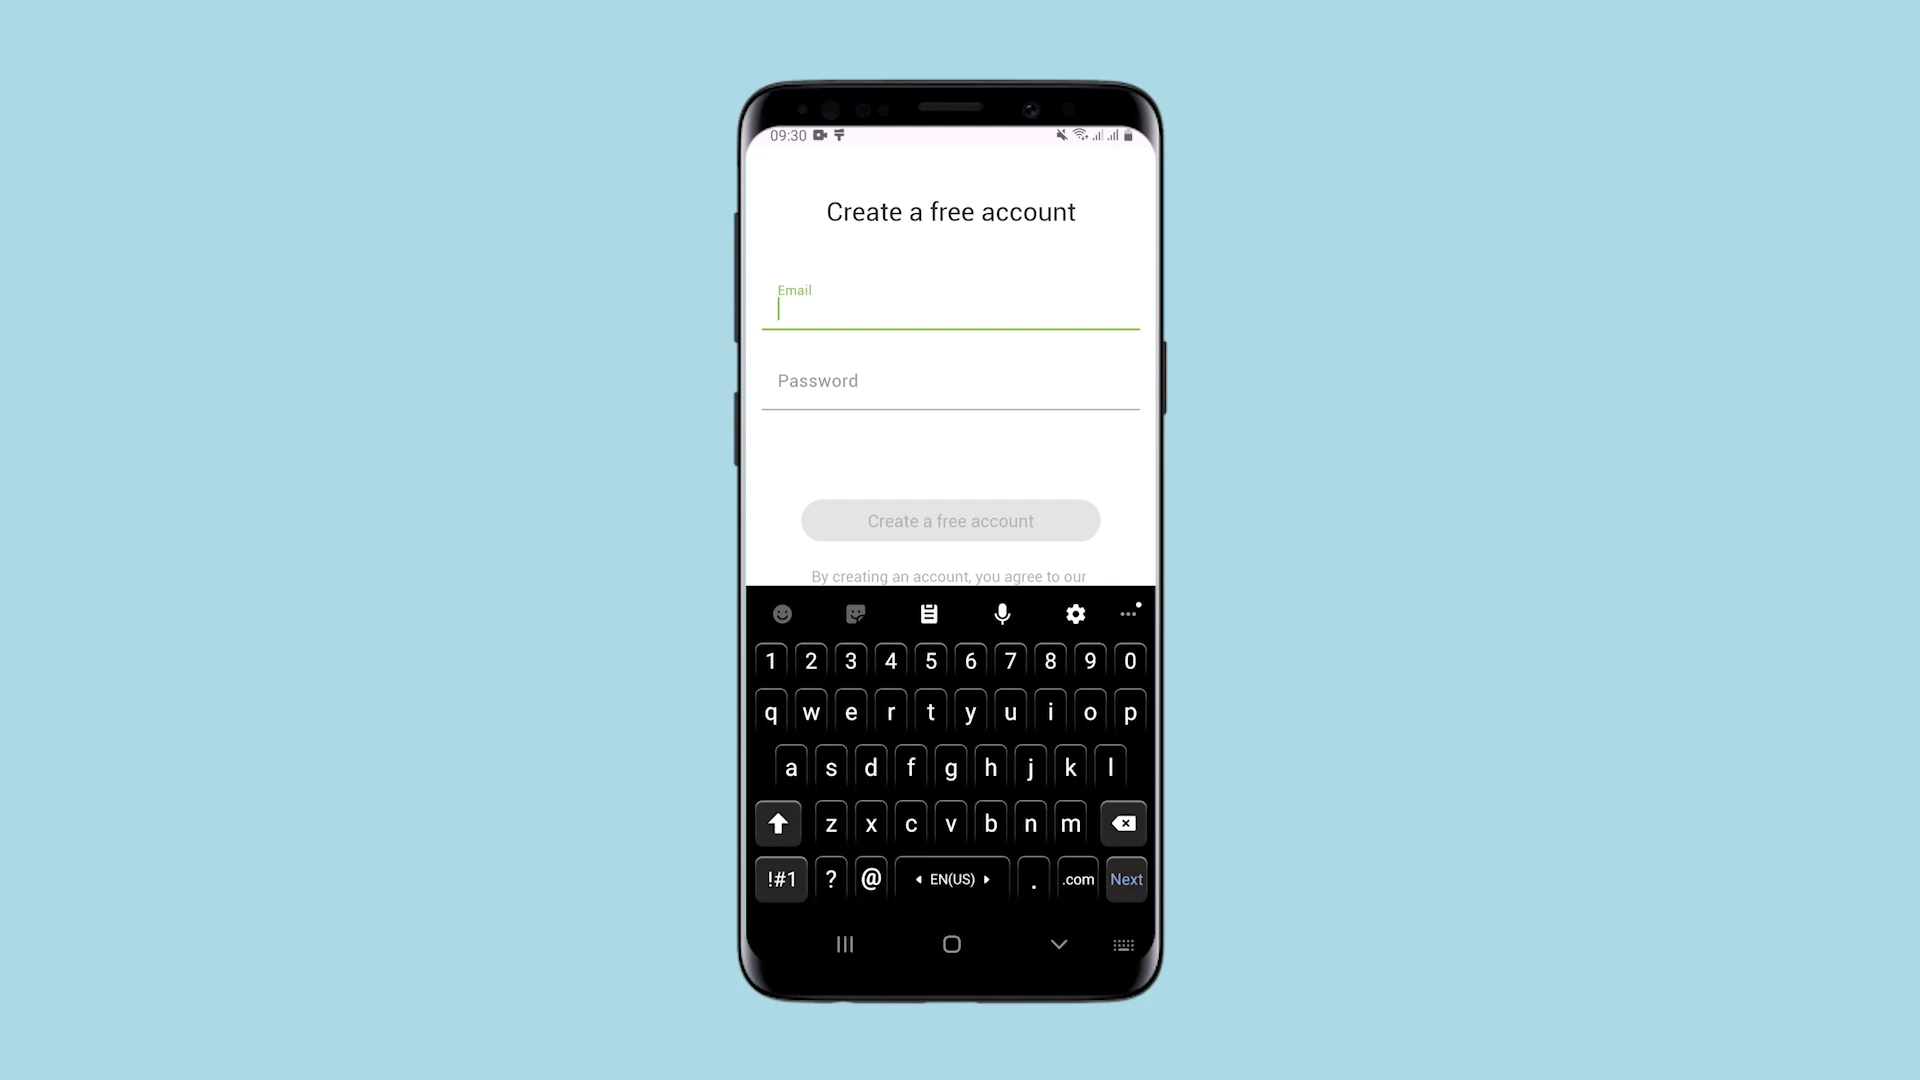 09:30
Create a free account
Email
Password
Create a free account
By creating an account, you agree to our
1 2 3 4 5 6 7 8 9 0
q w e r t y u i o p
a s d f g h j k l
z x c v b n m
!#1 ? @ EN(US) . .com Next